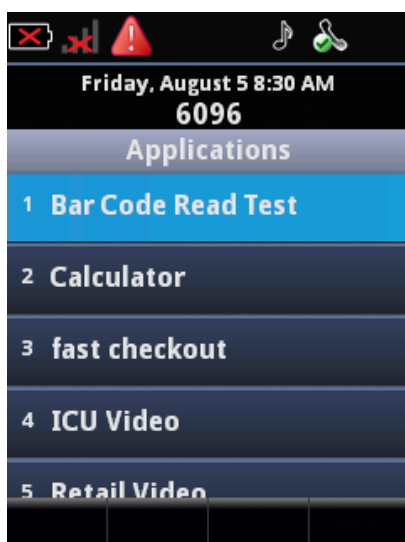 Friday, August 5 8:30 AM
6096
Applications
1 Bar Code Read Test
2 Calculator
3 fast checkout
4 ICU Video
5 Retail Video